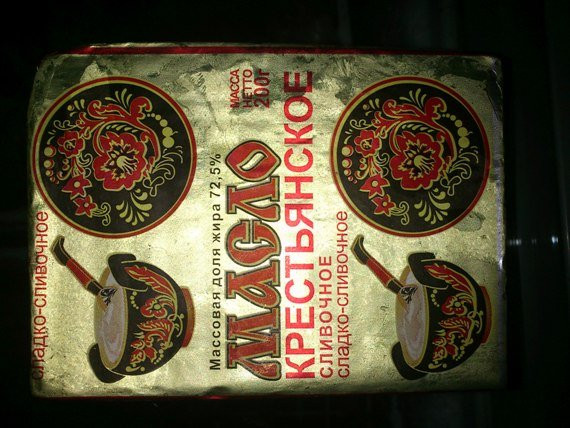 сладко-сливочное
Массовая доля жира 72,5%
МАСЛО
МАССА
НЕТТО
200г
КРЕСТЬЯНСКОЕ
СЛИВОЧНОЕ
сладко-сливочное